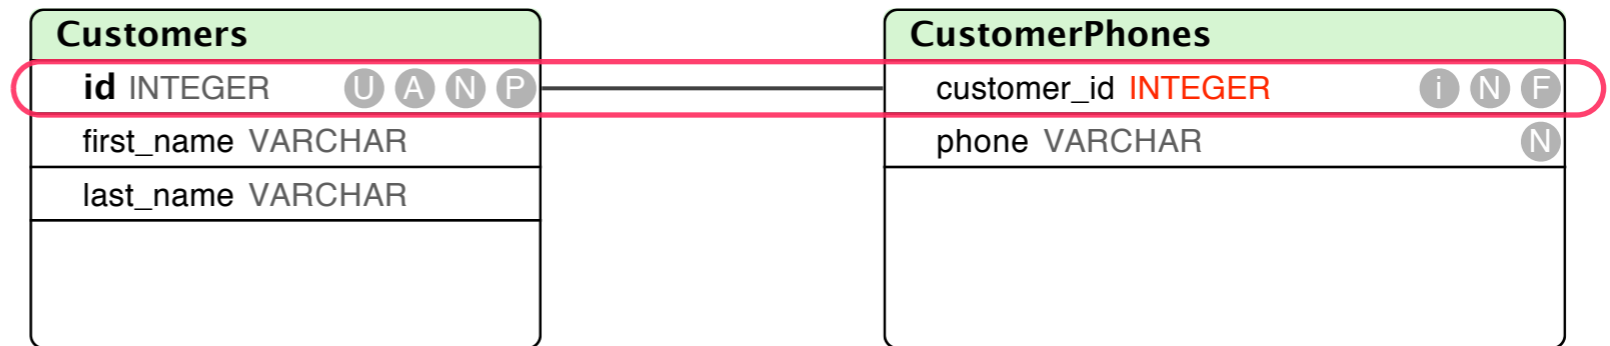 Customers
id INTEGER U A N P
first_name VARCHAR
last_name VARCHAR
CustomerPhones
customer_id INTEGER i N F
phone VARCHAR N